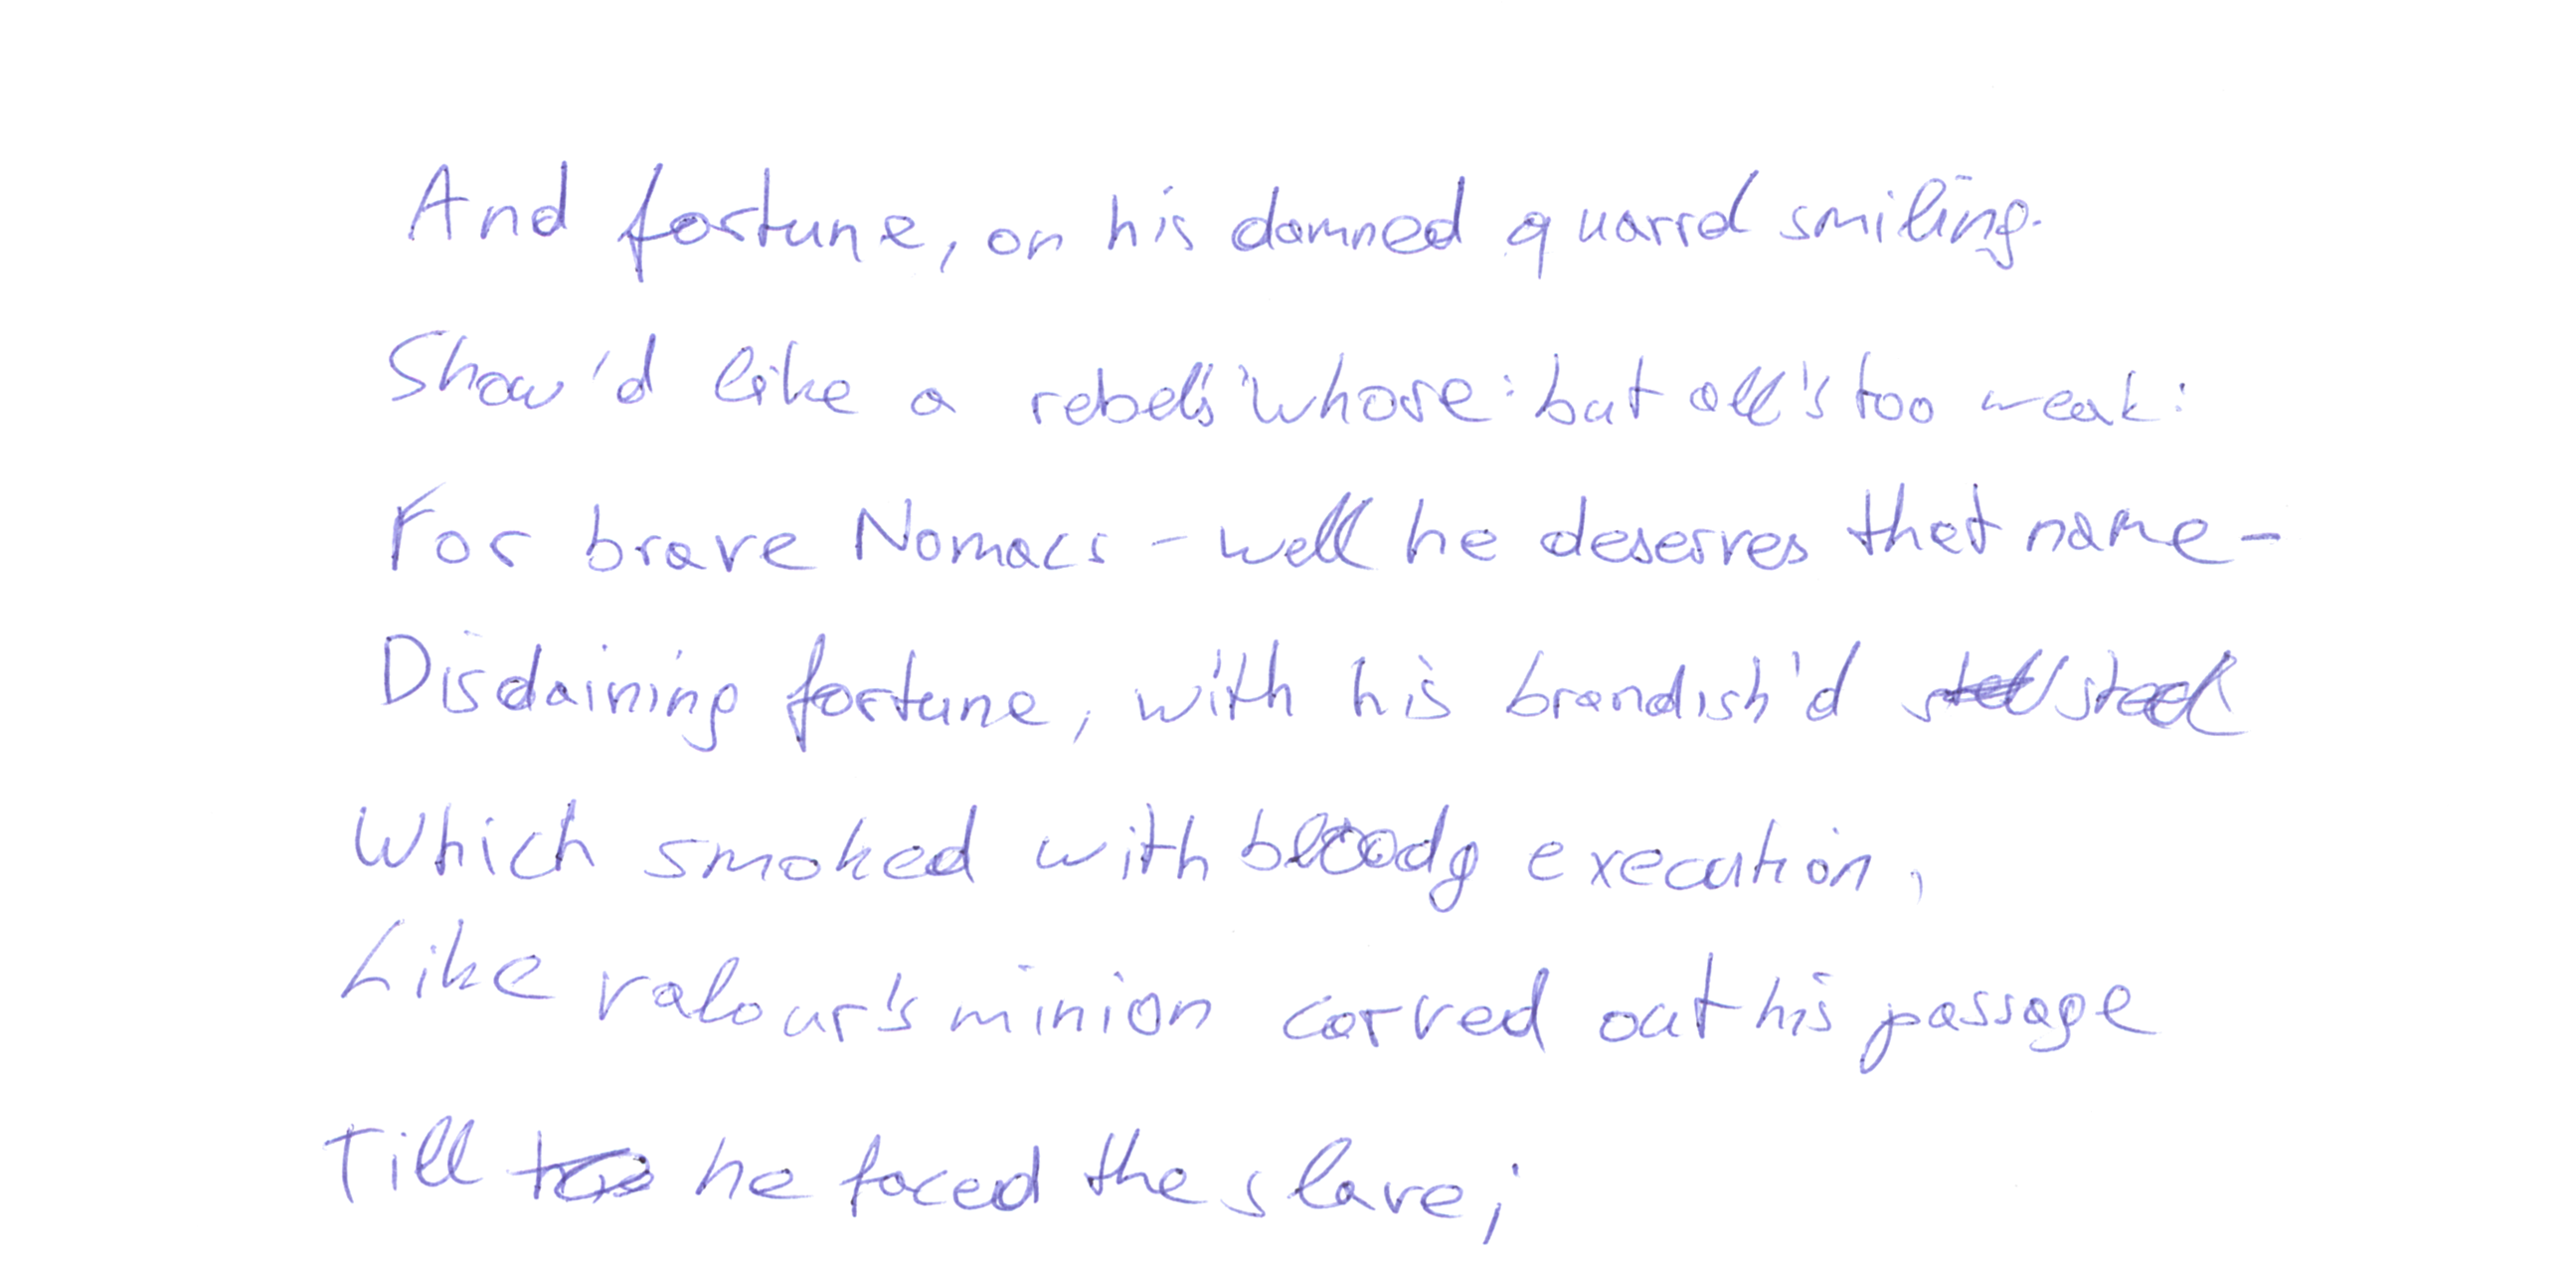 And fortune, on his damned quarrel smiling.
Show'd like a rebel's whore: but all's too weak:
For brave Nomacs - well he deserves that name -
Disdaining fortune, with his brandish'd steel
Which smoked with bloody execution,
Like valour's minion carved out his passage
Till he faced the slave;